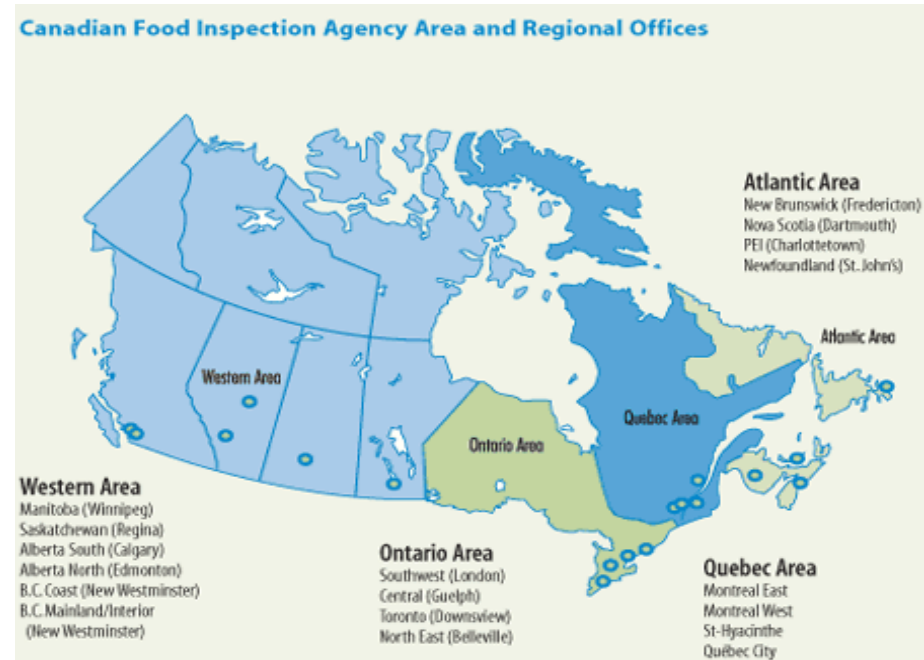 Canadian Food Inspection Agency Area and Regional Offices
Atlantic Area
New Brunswick (Fredericton)
Nova Scotia (Dartmouth)
PEI (Charlottetown)
Newfoundland (St. John's)
Atlantic Area
Western Area
Ontario Area
Quebec Area
Western Area
Manitoba (Winnipeg)
Saskatchewan (Regina)
Alberta South (Calgary)
Alberta North (Edmonton)
B.C. Coast (New Westminster)
B.C. Mainland/Interior
(New Westminster)
Ontario Area
Southwest (London)
Central (Guelph)
Toronto (Downsview)
North East (Belleville)
Quebec Area
Montreal East
Montreal West
St-Hyacinthe
Québec City